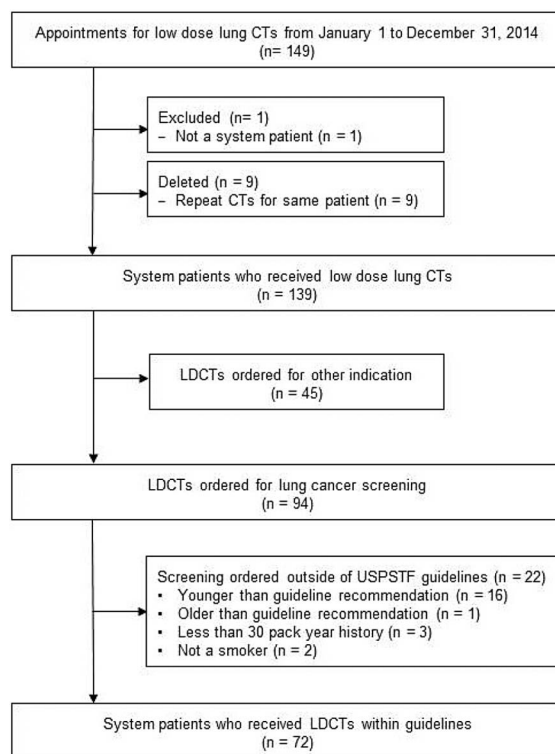 Appointments for low dose lung CTs from January 1 to December 31, 2014
(n= 149)
Excluded (n= 1)
– Not a system patient (n = 1)
Deleted (n = 9)
– Repeat CTs for same patient (n = 9)
System patients who received low dose lung CTs
(n = 139)
LDCTs ordered for other indication
(n = 45)
LDCTs ordered for lung cancer screening
(n = 94)
Screening ordered outside of USPSTF guidelines (n = 22)
• Younger than guideline recommendation (n = 16)
• Older than guideline recommendation (n = 1)
• Less than 30 pack year history (n = 3)
• Not a smoker (n = 2)
System patients who received LDCTs within guidelines
(n = 72)